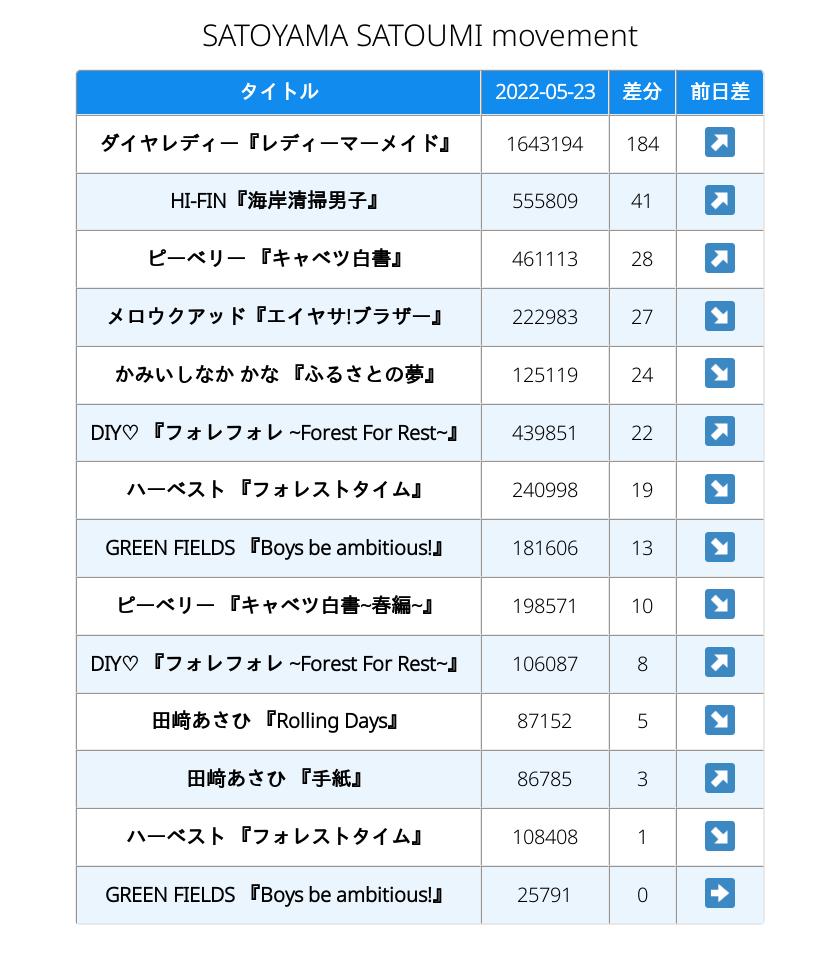 SATOYAMA SATOUMI movement
タイトル 2022-05-23 差分 前日差
ダイヤレディー『レディーマーメイド』 1643194 184 ↗
HI-FIN『海岸清掃男子』 555809 41 ↗
ピーベリー 『キャベツ白書』 461113 28 ↗
メロウクアッド『エイヤサ!ブラザー』 222983 27 ↘
かみいしなか かな 『ふるさとの夢』 125119 24 ↘
DIY♡ 『フォレフォレ ~Forest For Rest~』 439851 22 ↗
ハーベスト 『フォレストタイム』 240998 19 ↘
GREEN FIELDS 『Boys be ambitious!』 181606 13 ↘
ピーベリー 『キャベツ白書~春編~』 198571 10 ↘
DIY♡ 『フォレフォレ ~Forest For Rest~』 106087 8 ↗
田﨑あさひ 『Rolling Days』 87152 5 ↘
田﨑あさひ 『手紙』 86785 3 ↗
ハーベスト 『フォレストタイム』 108408 1 ↘
GREEN FIELDS 『Boys be ambitious!』 25791 0 ➡